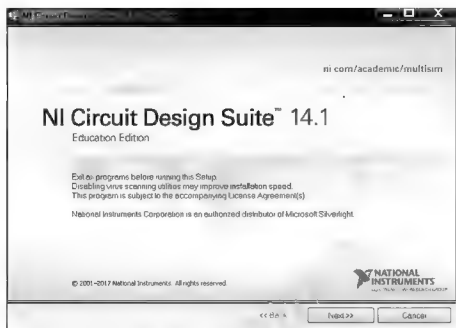 NI Circuit Design
ni com/academic/multisim
NI Circuit Design Suite™ 14.1
Education Edition
Exit all programs before running this Setup.
Disabling virus scanning utilities may improve installation speed.
This program is subject to the accompanying License Agreement(s)
National Instruments Corporation is an authorized distributor of Microsoft Silverlight.
© 2001–2017 National Instruments. All rights reserved.
NATIONAL
INSTRUMENTS
Next >>
Cancel